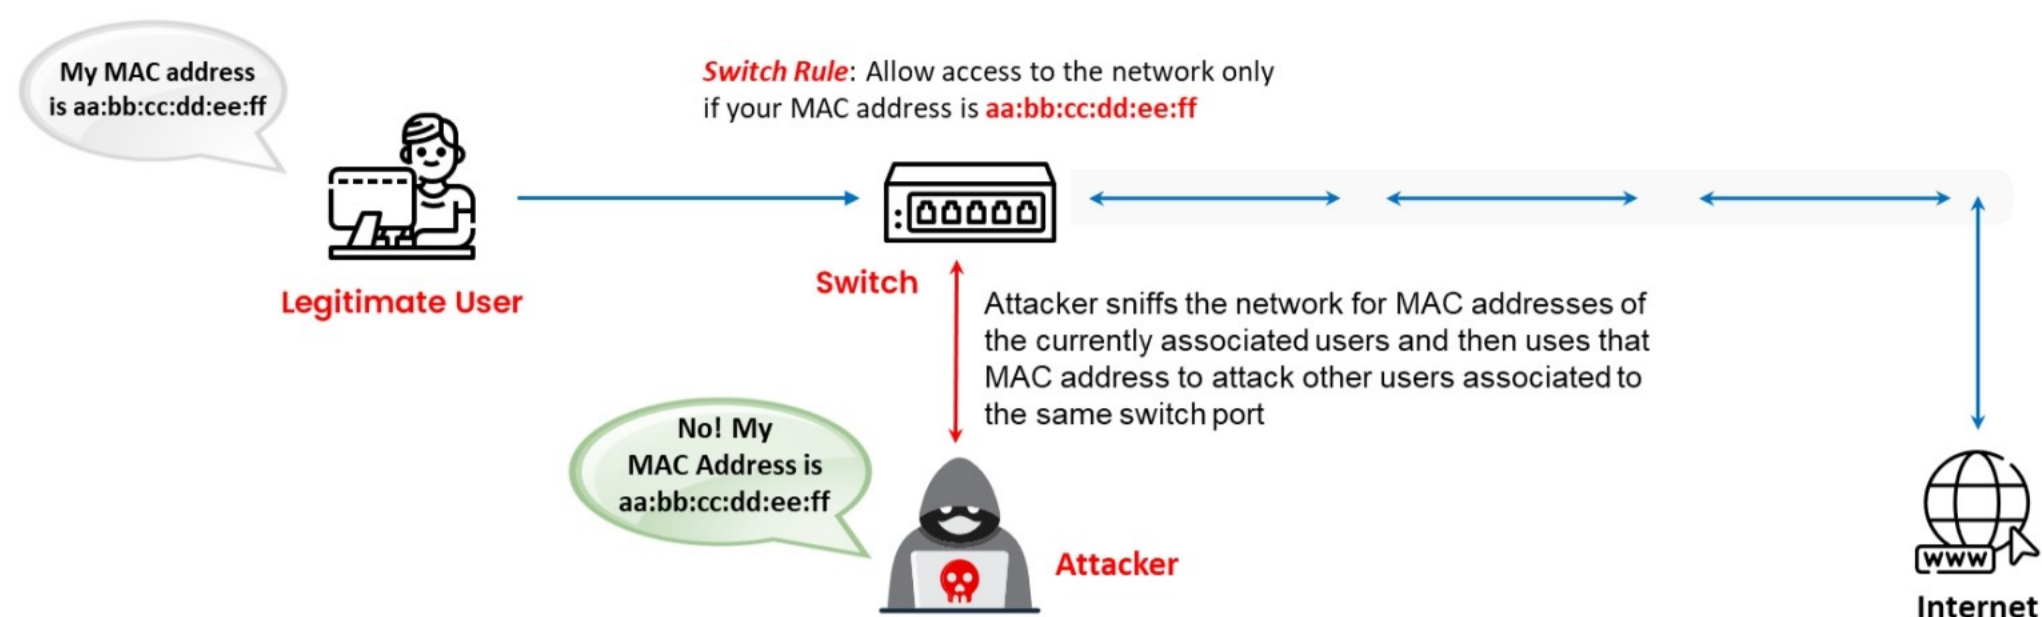 My MAC address
is aa:bb:cc:dd:ee:ff
Switch Rule: Allow access to the network only
if your MAC address is aa:bb:cc:dd:ee:ff
Legitimate User
Switch
Attacker sniffs the network for MAC addresses of
the currently associated users and then uses that
MAC address to attack other users associated to
the same switch port
No! My
MAC Address is
aa:bb:cc:dd:ee:ff
Attacker
www
Internet